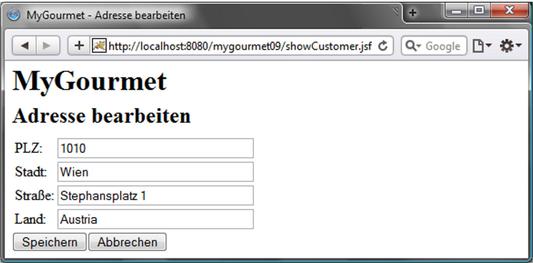 MyGourmet - Adresse bearbeiten
http://localhost:8080/mygourmet09/showCustomer.jsf
Google
MyGourmet
Adresse bearbeiten
PLZ: 1010
Stadt: Wien
Straße: Stephansplatz 1
Land: Austria
Speichern Abbrechen